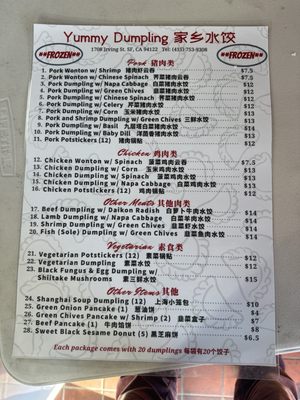 Yummy Dumpling 家乡水饺
1708 Irving St. SF, CA 94122 Tel: (415)-753-9308
**FROZEN**
**FROZEN**
Pork 猪肉类
1. Pork Wonton w/ Shrimp 猪肉虾云吞 $7.5
2. Pork Wonton w/ Chinese Spinach 芹菜猪肉云吞 $7.5
3. Pork Dumpling w/ Napa Cabbage 白菜猪肉水饺 $12
4. Pork Dumpling w/ Green Chives 韭菜猪肉水饺 $12
5. Pork Dumpling w/ Chinese Spinach 菠菜猪肉水饺 $12
6. Pork Dumpling w/ Celery 芹菜猪肉水饺 $12
7. Pork Dumpling w/ Corn 玉米猪肉水饺 $12
8. Pork and Shrimp Dumpling w/ Green Chives 三鲜水饺 $13
9. Pork Dumpling w/ Basil 九层塔白菜猪肉水饺 $12
10. Pork Dumpling w/ Baby Dill 洋茴香猪肉水饺 $12
11. Pork Potstickers (12) 猪肉锅贴 $12
Chicken 鸡肉类
12. Chicken Wonton w/ Spinach 菠菜鸡肉云吞 $7.5
13. Chicken Dumpling w/ Corn 玉米鸡肉水饺 $12
14. Chicken Dumpling w/ Spinach 菠菜鸡肉水饺 $12
15. Chicken Dumpling w/ Napa Cabbage 白菜鸡肉水饺 $12
16. Chicken Potstickers (12) 鸡肉锅贴 $12
Other Meats 其他肉类
17. Beef Dumpling w/ Daikon Radish 白萝卜牛肉水饺 $14
18. Lamb Dumpling w/ Napa Cabbage 白菜羊肉水饺 $14
19. Shrimp Dumpling w/ Green Chives 韭菜虾水饺 $14
20. Fish (Sole) Dumpling w/ Green Chives 韭菜鱼肉水饺 $14
Vegetarian 素食类
21. Vegetarian Potstickers (12) 素菜锅贴 $12
22. Vegetarian Dumpling 素菜水饺 $12
23. Black Fungus & Egg Dumpling w/
Shiitake Mushrooms 素三鲜水饺 $13
Other Items 其他
24. Shanghai Soup Dumpling (12) 上海小笼包 $10
25. Green Onion Pancake (1) 葱油饼 $4
26. Green Chives Pancake w/ Shrimp (2) 韭菜盒子 $7
27. Beef Pancake (1) 牛肉馅饼 $8
28. Sweet Black Sesame Donut (5) 黑芝麻饼 $6.5
Each package comes with 20 dumplings 每袋有20个饺子